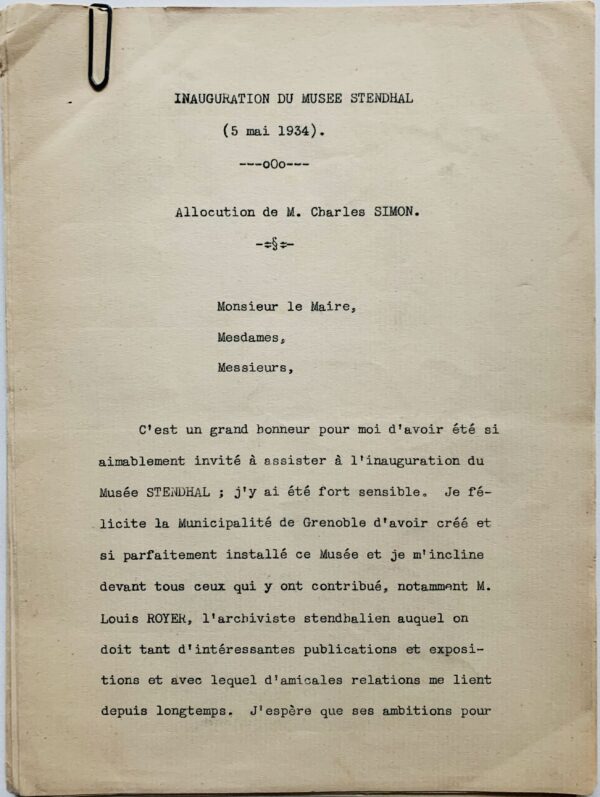 INAUGURATION DU MUSEE STENDHAL
(5 mai 1934).
---oOo---
Allocution de M. Charles SIMON.
-÷§÷-
Monsieur le Maire,
Mesdames,
Messieurs,
C'est un grand honneur pour moi d'avoir été si
aimablement invité à assister à l'inauguration du
Musée STENDHAL ; j'y ai été fort sensible. Je fé-
licite la Municipalité de Grenoble d'avoir créé et
si parfaitement installé ce Musée et je m'incline
devant tous ceux qui y ont contribué, notamment M.
Louis ROYER, l'archiviste stendhalien auquel on
doit tant d'intéressantes publications et exposi-
tions et avec lequel d'amicales relations me lient
depuis longtemps. J'espère que ses ambitions pour